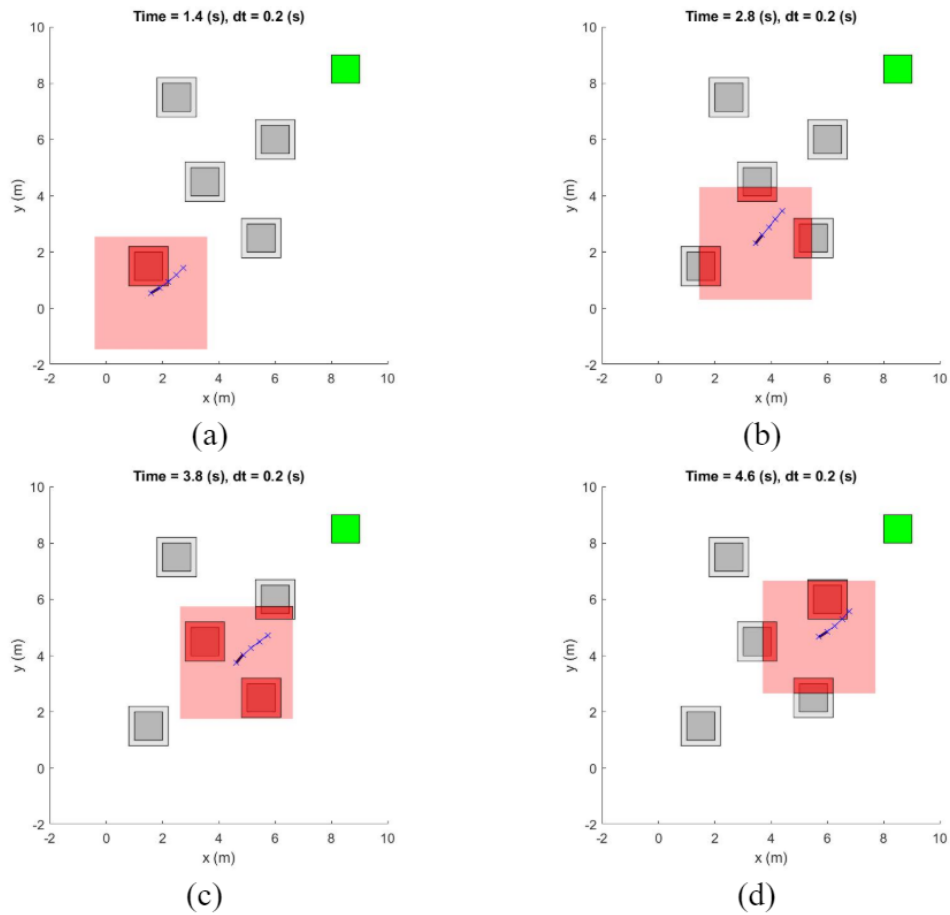 Time = 1.4 (s), dt = 0.2 (s)
10
8
6
4
2
0
-2
y (m)
-2 0 2 4 6 8 10
x (m)
(a)
Time = 2.8 (s), dt = 0.2 (s)
10
8
6
4
2
0
-2
y (m)
-2 0 2 4 6 8 10
x (m)
(b)
Time = 3.8 (s), dt = 0.2 (s)
10
8
6
4
2
0
-2
y (m)
-2 0 2 4 6 8 10
x (m)
(c)
Time = 4.6 (s), dt = 0.2 (s)
10
8
6
4
2
0
-2
y (m)
-2 0 2 4 6 8 10
x (m)
(d)